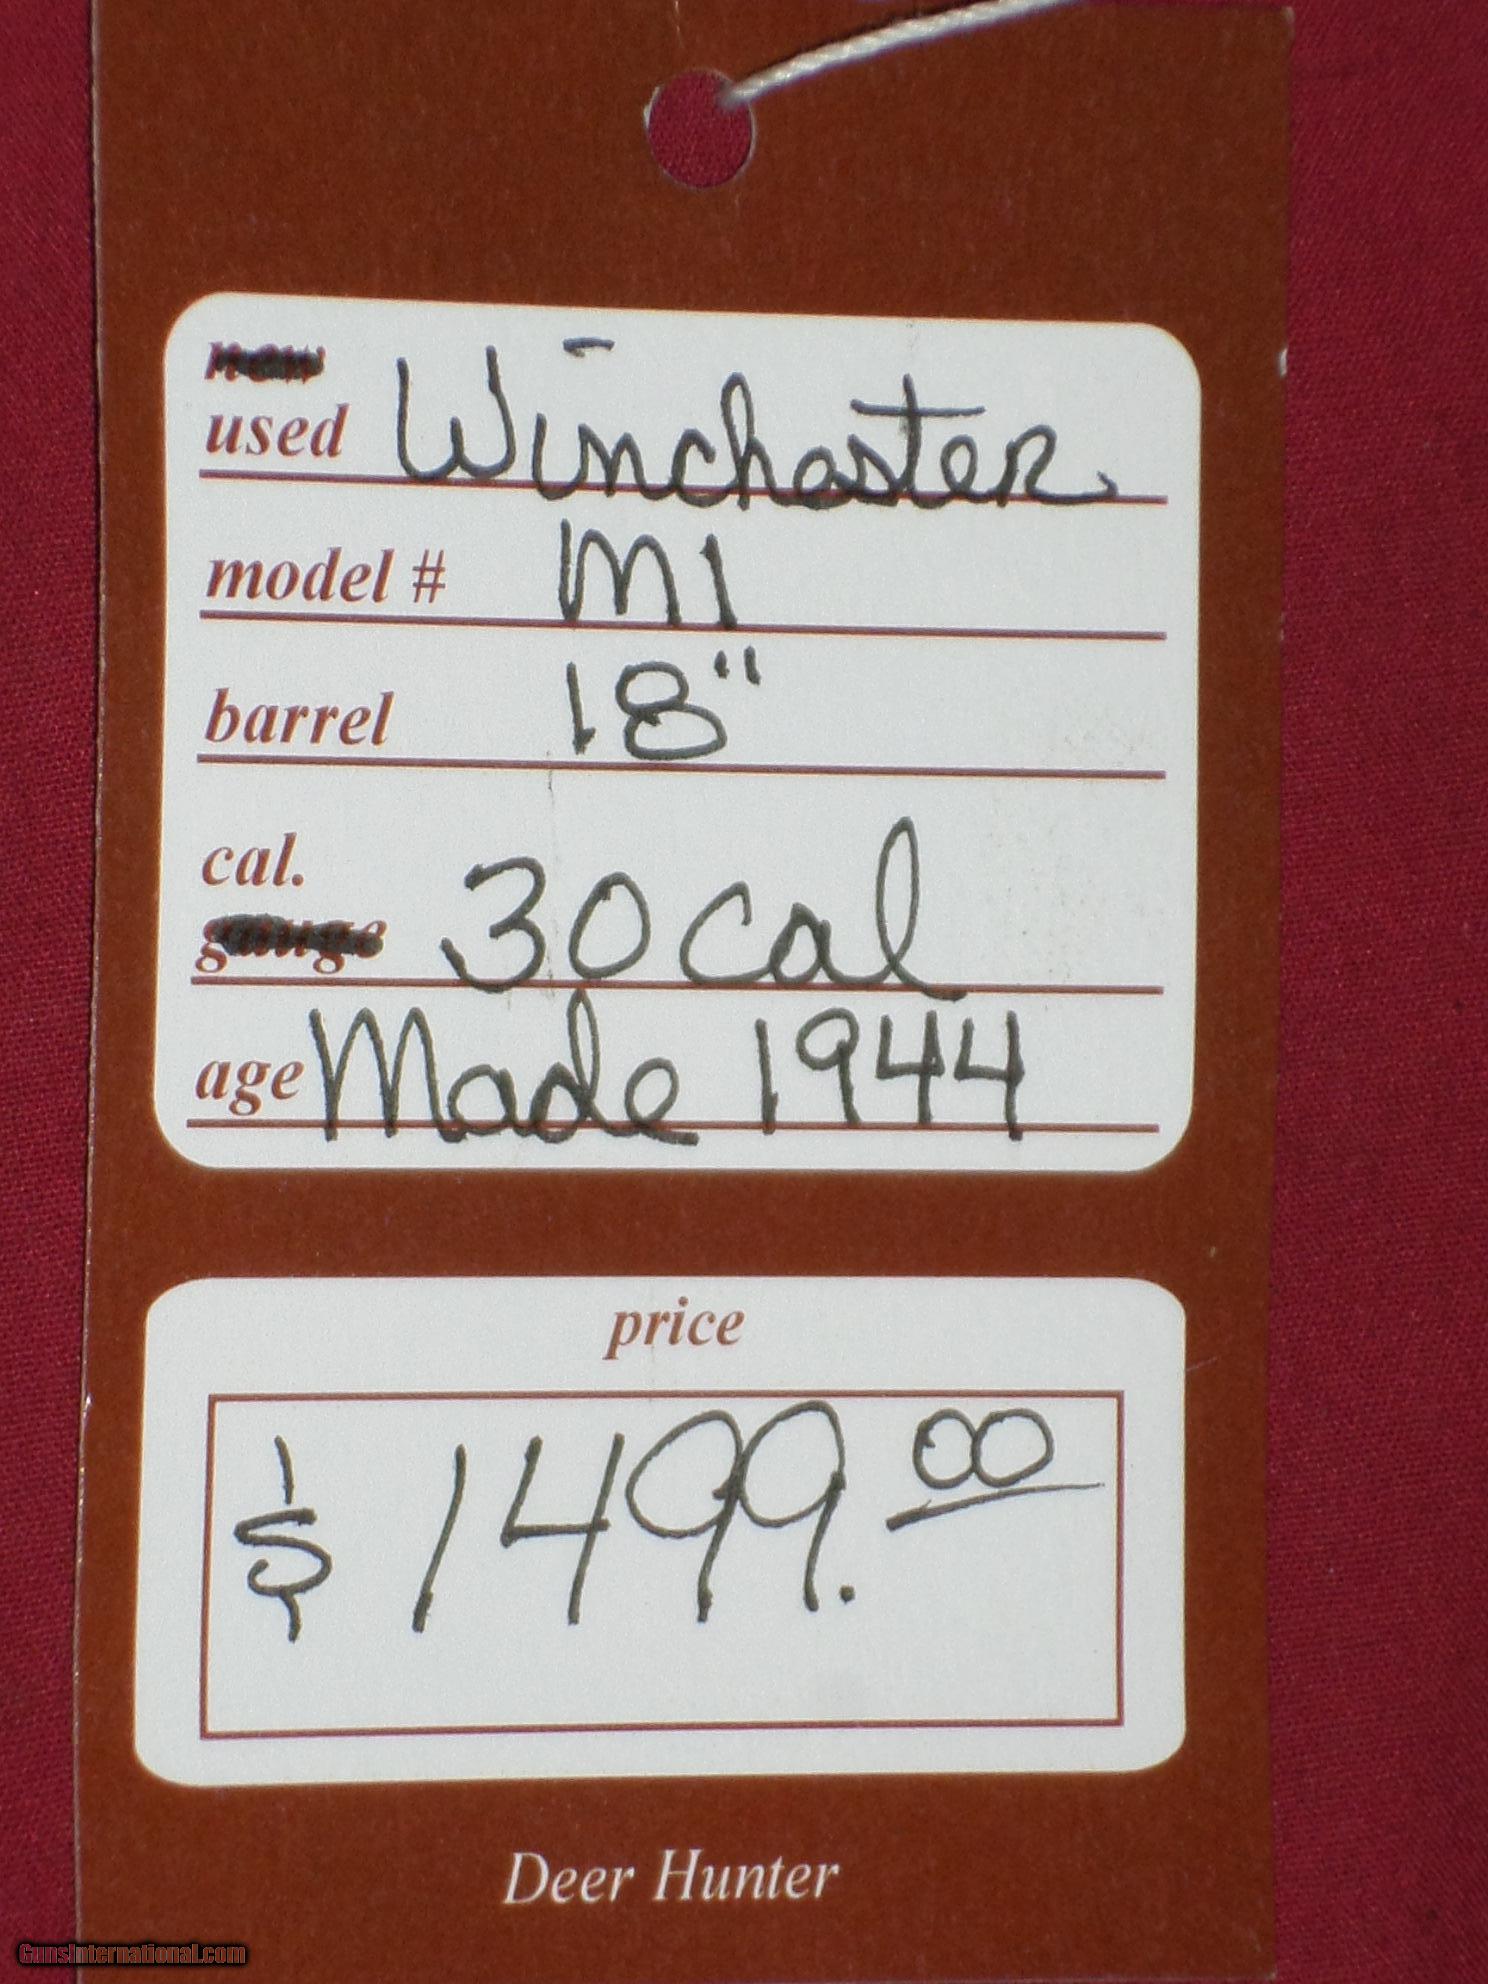 new
used Winchester
model # M1
barrel 18"
cal.
gauge 30 cal
age Made 1944
price
$ 1499.00
Deer Hunter
GunsInternational.com